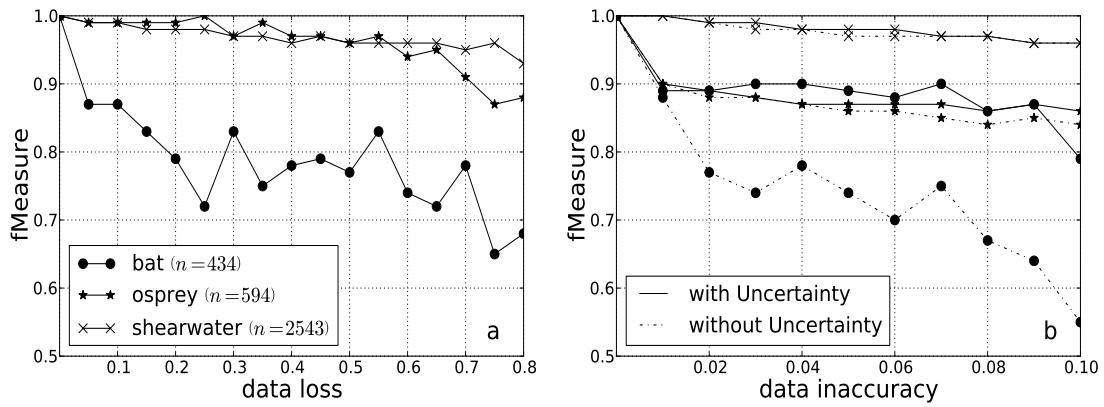 1.0
0.9
0.8
0.7
0.6
0.5
fMeasure
bat (n=434)
osprey (n=594)
shearwater (n=2543)
a
0.1 0.2 0.3 0.4 0.5 0.6 0.7 0.8
data loss
1.0
0.9
0.8
0.7
0.6
0.5
fMeasure
with Uncertainty
without Uncertainty
b
0.02 0.04 0.06 0.08 0.10
data inaccuracy